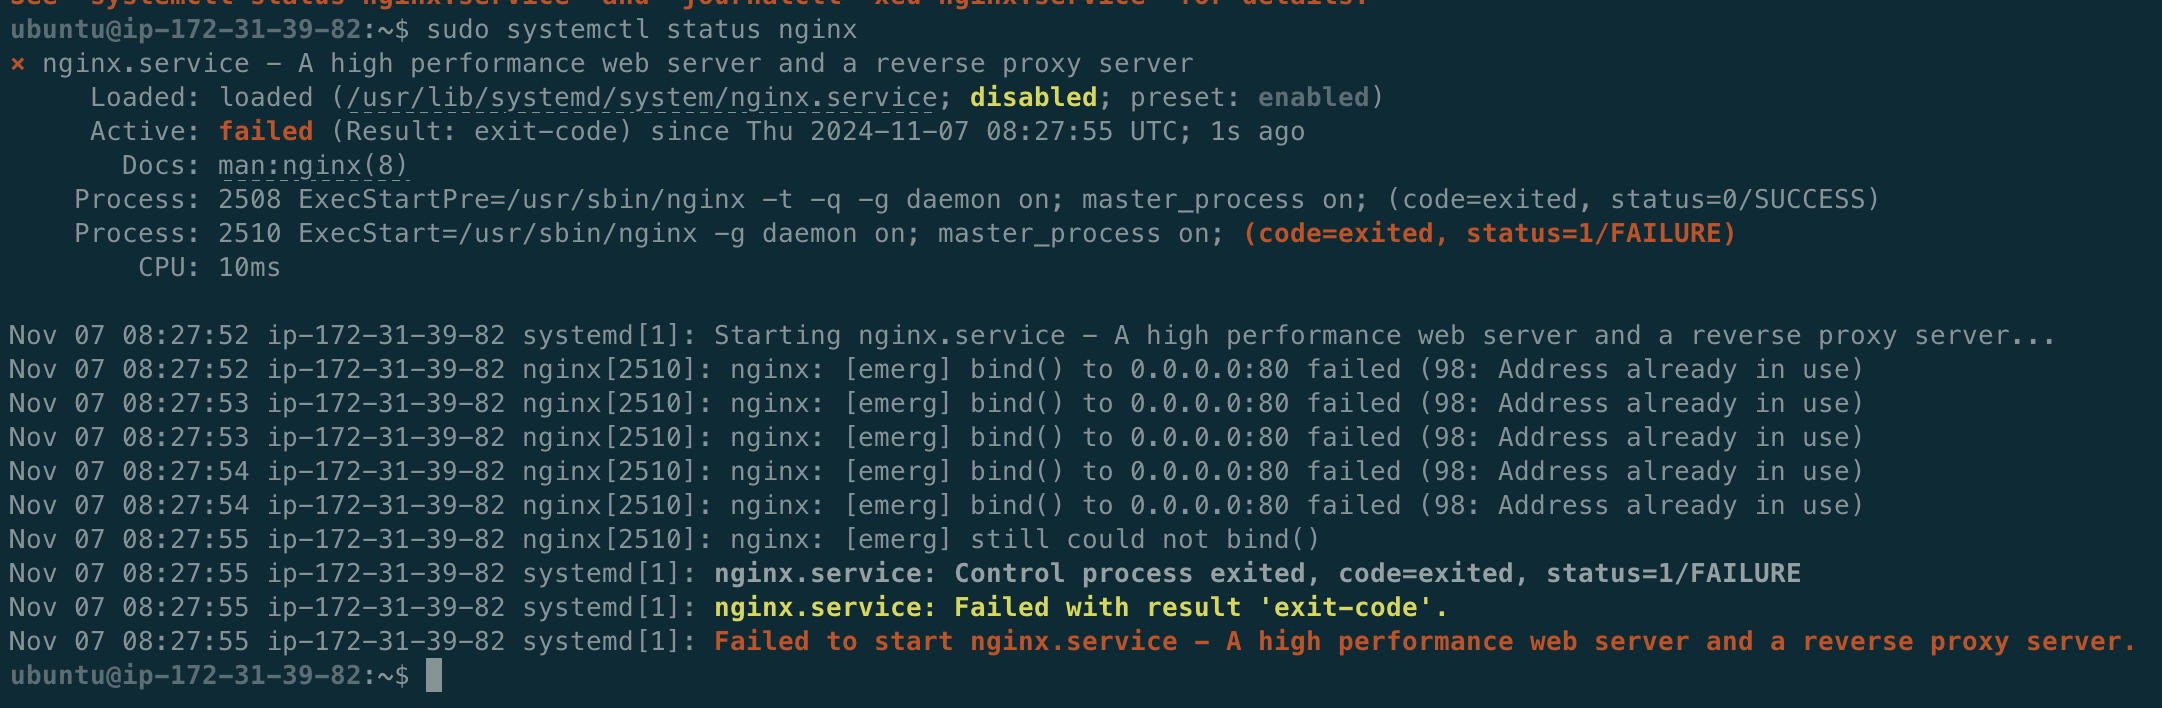 See "systemctl status nginx.service" and "journalctl -xeu nginx.service" for details.
ubuntu@ip-172-31-39-82:~$ sudo systemctl status nginx
× nginx.service - A high performance web server and a reverse proxy server
Loaded: loaded (/usr/lib/systemd/system/nginx.service; disabled; preset: enabled)
Active: failed (Result: exit-code) since Thu 2024-11-07 08:27:55 UTC; 1s ago
Docs: man:nginx(8)
Process: 2508 ExecStartPre=/usr/sbin/nginx -t -q -g daemon on; master_process on; (code=exited, status=0/SUCCESS)
Process: 2510 ExecStart=/usr/sbin/nginx -g daemon on; master_process on; (code=exited, status=1/FAILURE)
CPU: 10ms
Nov 07 08:27:52 ip-172-31-39-82 systemd[1]: Starting nginx.service - A high performance web server and a reverse proxy server...
Nov 07 08:27:52 ip-172-31-39-82 nginx[2510]: nginx: [emerg] bind() to 0.0.0.0:80 failed (98: Address already in use)
Nov 07 08:27:53 ip-172-31-39-82 nginx[2510]: nginx: [emerg] bind() to 0.0.0.0:80 failed (98: Address already in use)
Nov 07 08:27:53 ip-172-31-39-82 nginx[2510]: nginx: [emerg] bind() to 0.0.0.0:80 failed (98: Address already in use)
Nov 07 08:27:54 ip-172-31-39-82 nginx[2510]: nginx: [emerg] bind() to 0.0.0.0:80 failed (98: Address already in use)
Nov 07 08:27:54 ip-172-31-39-82 nginx[2510]: nginx: [emerg] bind() to 0.0.0.0:80 failed (98: Address already in use)
Nov 07 08:27:55 ip-172-31-39-82 nginx[2510]: nginx: [emerg] still could not bind()
Nov 07 08:27:55 ip-172-31-39-82 systemd[1]: nginx.service: Control process exited, code=exited, status=1/FAILURE
Nov 07 08:27:55 ip-172-31-39-82 systemd[1]: nginx.service: Failed with result 'exit-code'.
Nov 07 08:27:55 ip-172-31-39-82 systemd[1]: Failed to start nginx.service - A high performance web server and a reverse proxy server.
ubuntu@ip-172-31-39-82:~$